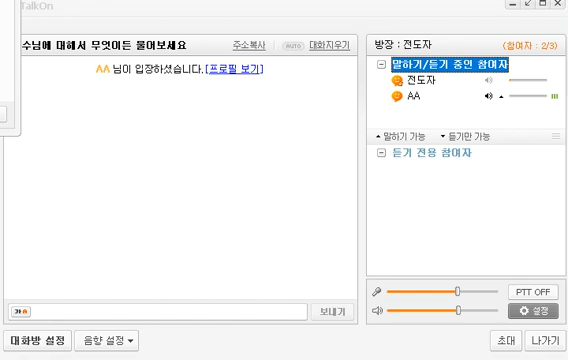 TalkOn
수님에 대해서 무엇이든 물어보세요 주소복사 AUTO 대화지우기
AA 님이 입장하셨습니다.[프로필 보기]
방장 : 전도자 (참여자 : 2/3)
말하기/듣기 중인 참여자
전도자
AA
말하기 가능 듣기만 가능
듣기 전용 참여자
가 보내기
PTT OFF
설정
대화방 설정 음향 설정 초대 나가기